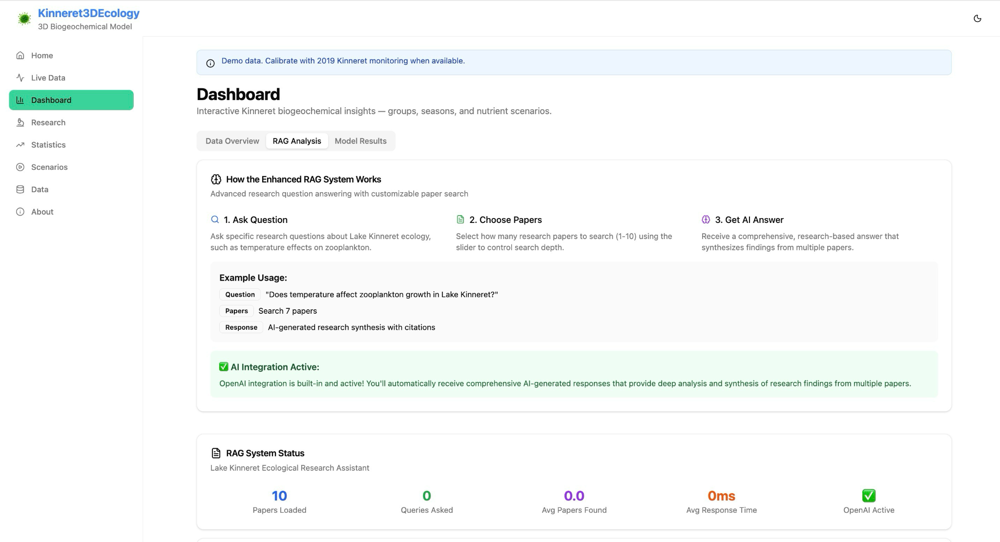 Kinneret3DEcology
3D Biogeochemical Model
Home
Live Data
Dashboard
Research
Statistics
Scenarios
Data
About
Demo data. Calibrate with 2019 Kinneret monitoring when available.
Dashboard
Interactive Kinneret biogeochemical insights — groups, seasons, and nutrient scenarios.
Data Overview RAG Analysis Model Results
How the Enhanced RAG System Works
Advanced research question answering with customizable paper search
1. Ask Question
Ask specific research questions about Lake Kinneret ecology,
such as temperature effects on zooplankton.
2. Choose Papers
Select how many research papers to search (1-10) using the
slider to control search depth.
3. Get AI Answer
Receive a comprehensive, research-based answer that
synthesizes findings from multiple papers.
Example Usage:
Question "Does temperature affect zooplankton growth in Lake Kinneret?"
Papers Search 7 papers
Response AI-generated research synthesis with citations
✅ AI Integration Active:
OpenAI integration is built-in and active! You'll automatically receive comprehensive AI-generated responses that provide deep analysis and synthesis of research findings from multiple papers.
RAG System Status
Lake Kinneret Ecological Research Assistant
10
Papers Loaded
0
Queries Asked
0.0
Avg Papers Found
0ms
Avg Response Time
✅
OpenAI Active